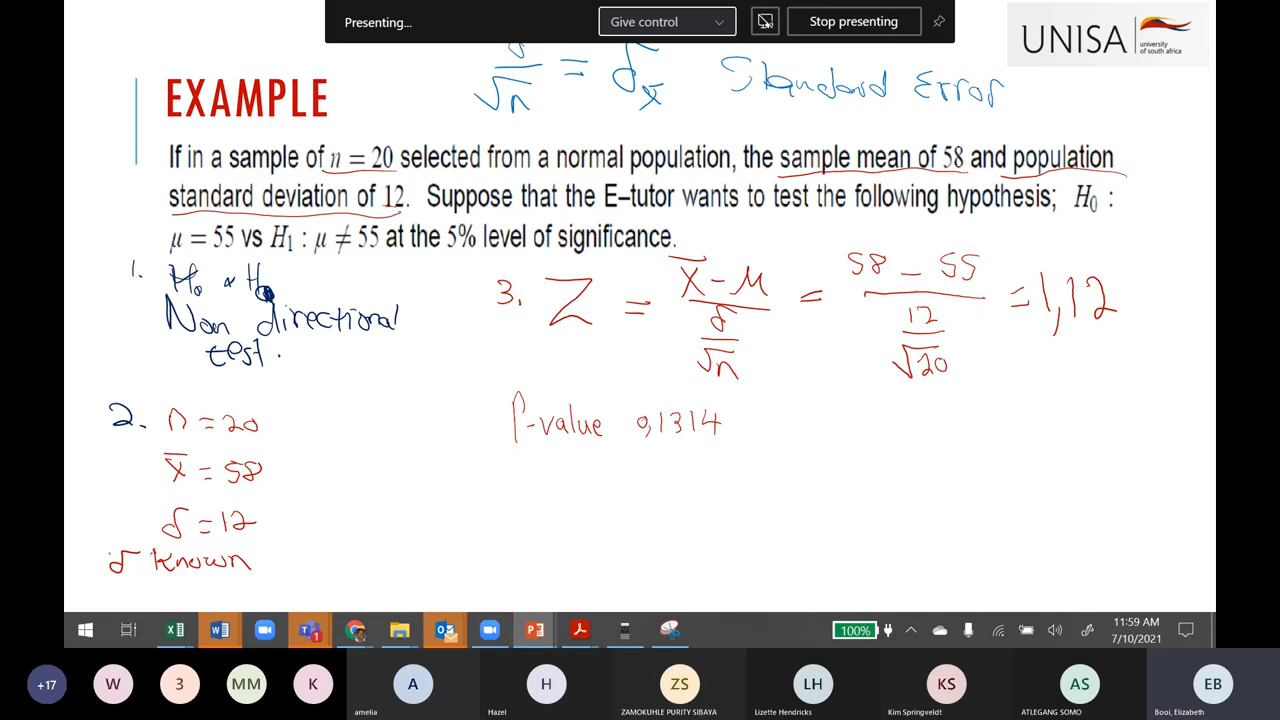 Presenting...
Give control
Stop presenting
UNISA university of south africa
σ/√n = σx̄ Standard Error
EXAMPLE
If in a sample of n = 20 selected from a normal population, the sample mean of 58 and population
standard deviation of 12. Suppose that the E–tutor wants to test the following hypothesis; H₀ :
μ = 55 vs H₁ : μ ≠ 55 at the 5% level of significance.
1. H₀
Non directional
test.
3. Z = (x̄ - μ)/(σ/√n) = (58 - 55)/(12/√20) = 1,12
2. n = 20
P-value 0,1314
x̄ = 58
σ = 12
σ Known
100%
11:59 AM
7/10/2021
+17
W
3
MM
K
A
amelia
H
Hazel
ZS
ZAMOKUHLE PURITY SIBAYA
LH
Lizette Hendricks
KS
Kim Springveldt
AS
ATLEGANG SOMO
EB
Booi, Elizabeth